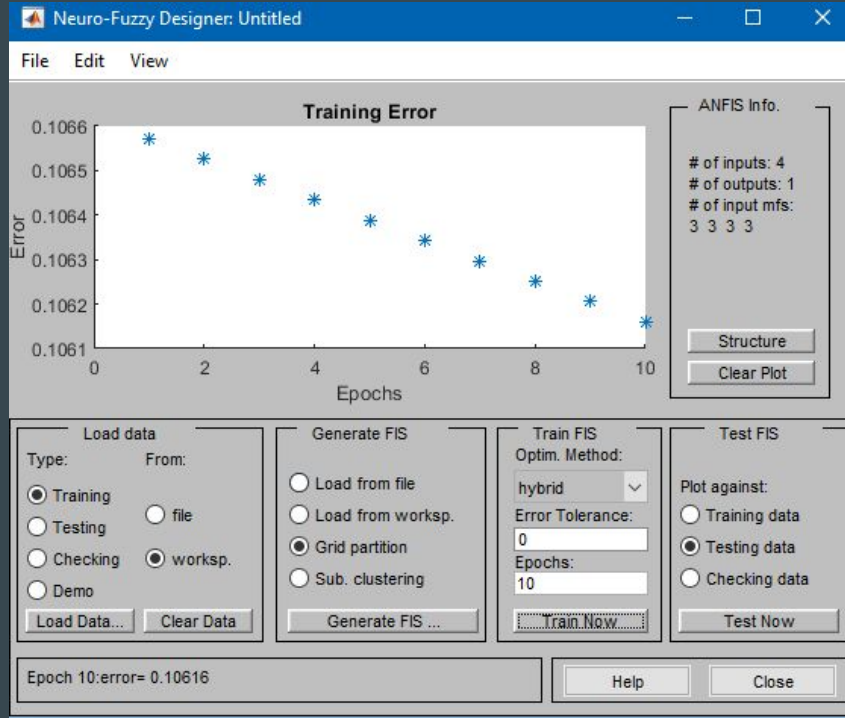 Neuro-Fuzzy Designer: Untitled
File Edit View
Training Error
0.1066
0.1065
0.1064
0.1063
0.1062
0.1061
Error
0 2 4 6 8 10
Epochs
ANFIS Info.
# of inputs: 4
# of outputs: 1
# of input mfs:
3 3 3 3
Structure
Clear Plot
Load data
Type: From:
Training
Testing
Checking
Demo
file
worksp.
Load Data... Clear Data
Generate FIS
Load from file
Load from worksp.
Grid partition
Sub. clustering
Generate FIS ...
Train FIS
Optim. Method:
hybrid
Error Tolerance:
0
Epochs:
10
Train Now
Test FIS
Plot against:
Training data
Testing data
Checking data
Test Now
Epoch 10:error= 0.10616
Help Close